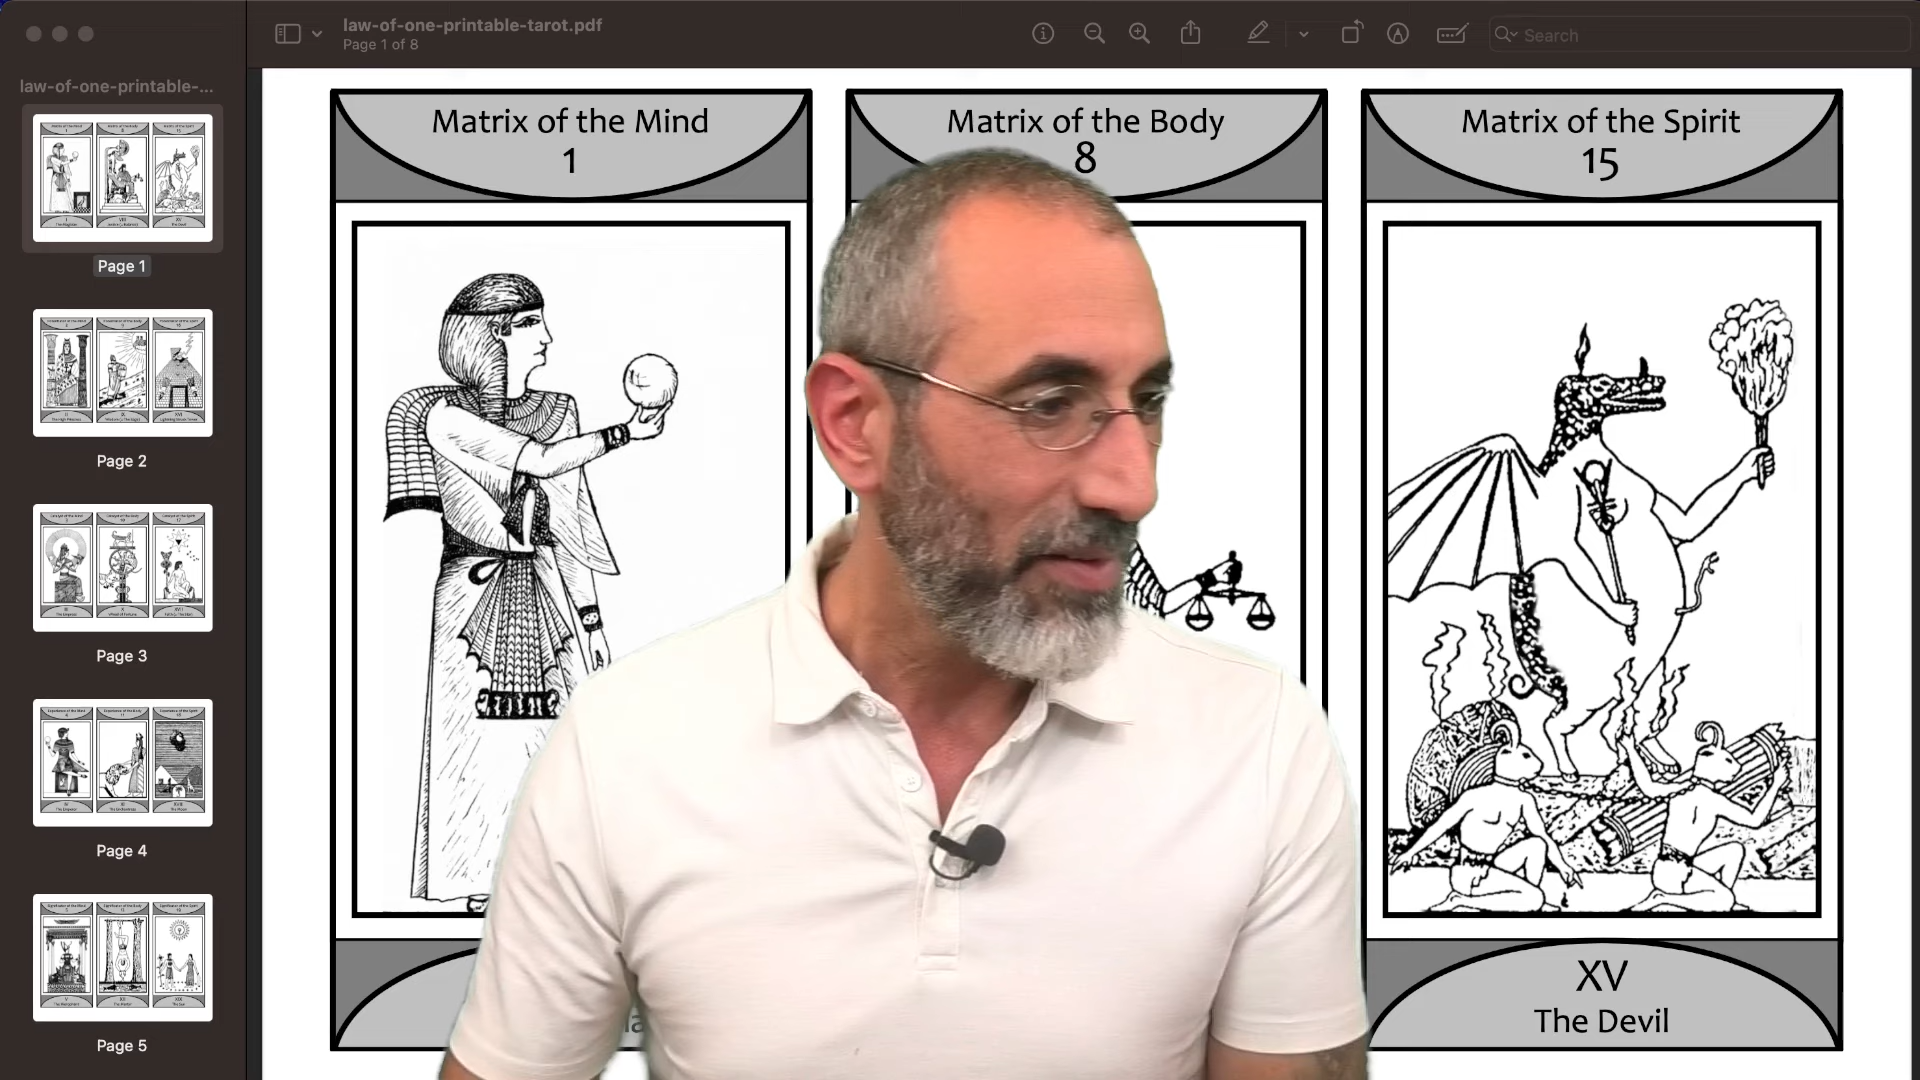 law-of-one-printable-tarot.pdf
Page 1 of 8
Search
law-of-one-printable-...
Page 1
Page 2
Page 3
Page 4
Page 5
Matrix of the Mind
1
Matrix of the Body
8
Matrix of the Spirit
15
XV
The Devil